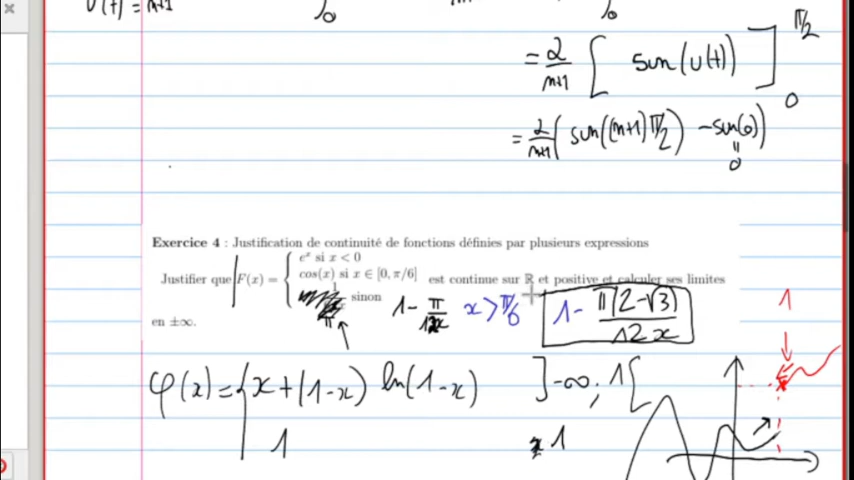 U(t) = n+1
0
0
= 2/(n+1) [ sin(U(t)) ] π/2 0
= 2/(n+1) ( sin((n+1)π/2) - sin(0) )
=
0
Exercice 4 : Justification de continuité de fonctions définies par plusieurs expressions
e^x si x < 0
Justifier que F(x) = { cos(x) si x ∈ [0, π/6] est continue sur ℝ et positive et calculer ses limites
sinon 1 - π/12x x > π/6 1 - π(2-√3)/12x
1
en ±∞.
φ(x) = { x + (1-x) ln(1-x) ]-∞; 1[
1 1